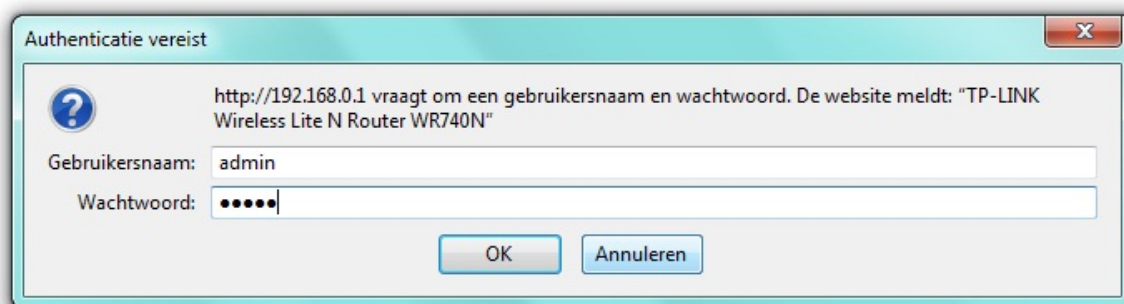 Authenticatie vereist
http://192.168.0.1 vraagt om een gebruikersnaam en wachtwoord. De website meldt: “TP-LINK
Wireless Lite N Router WR740N”
Gebruikersnaam: admin
Wachtwoord: •••••
OK Annuleren